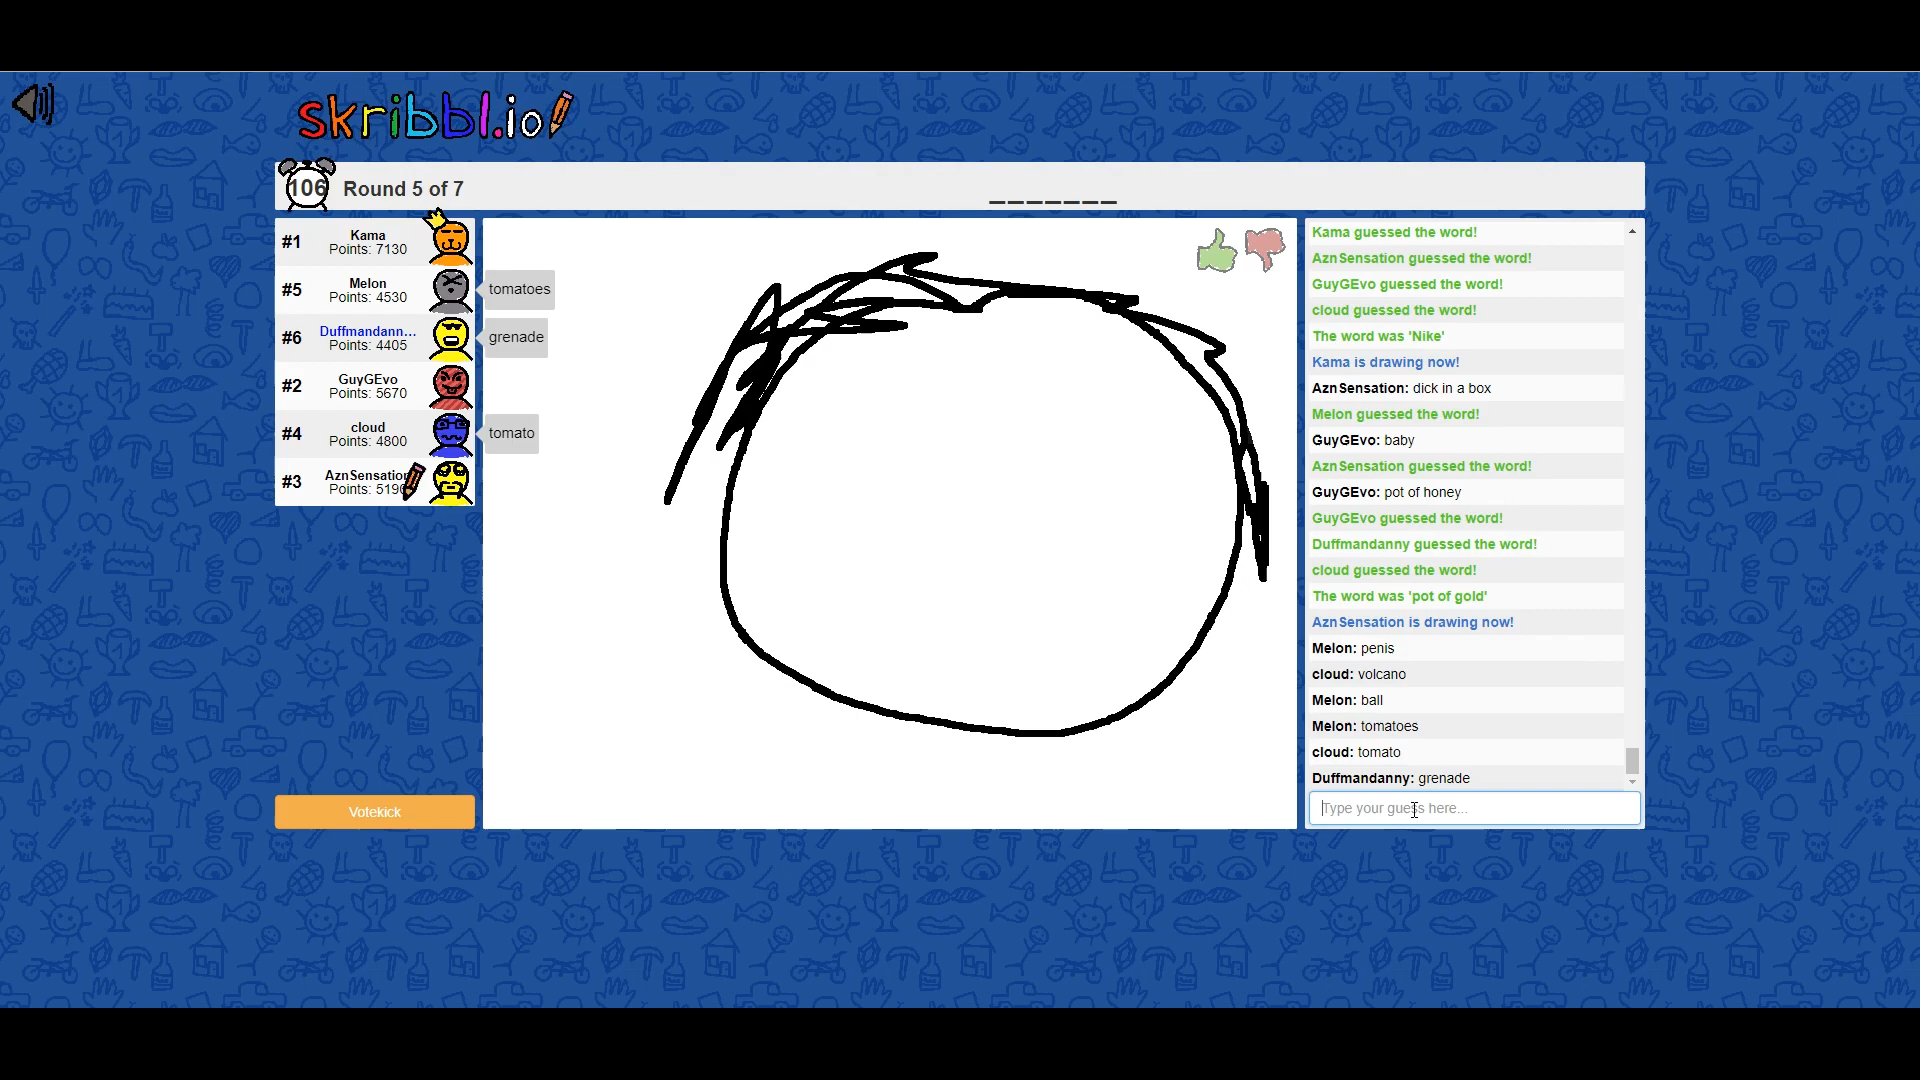 skribbl.io
106 Round 5 of 7
_______
#1 Kama
Points: 7130
#5 Melon
Points: 4530
tomatoes
#6 Duffmandann...
Points: 4405
grenade
#2 GuyGEvo
Points: 5670
#4 cloud
Points: 4800
tomato
#3 AznSensation
Points: 5190
Votekick
Kama guessed the word!
AznSensation guessed the word!
GuyGEvo guessed the word!
cloud guessed the word!
The word was 'Nike'
Kama is drawing now!
AznSensation: dick in a box
Melon guessed the word!
GuyGEvo: baby
AznSensation guessed the word!
GuyGEvo: pot of honey
GuyGEvo guessed the word!
Duffmandanny guessed the word!
cloud guessed the word!
The word was 'pot of gold'
AznSensation is drawing now!
Melon: penis
cloud: volcano
Melon: ball
Melon: tomatoes
cloud: tomato
Duffmandanny: grenade
Type your guess here...